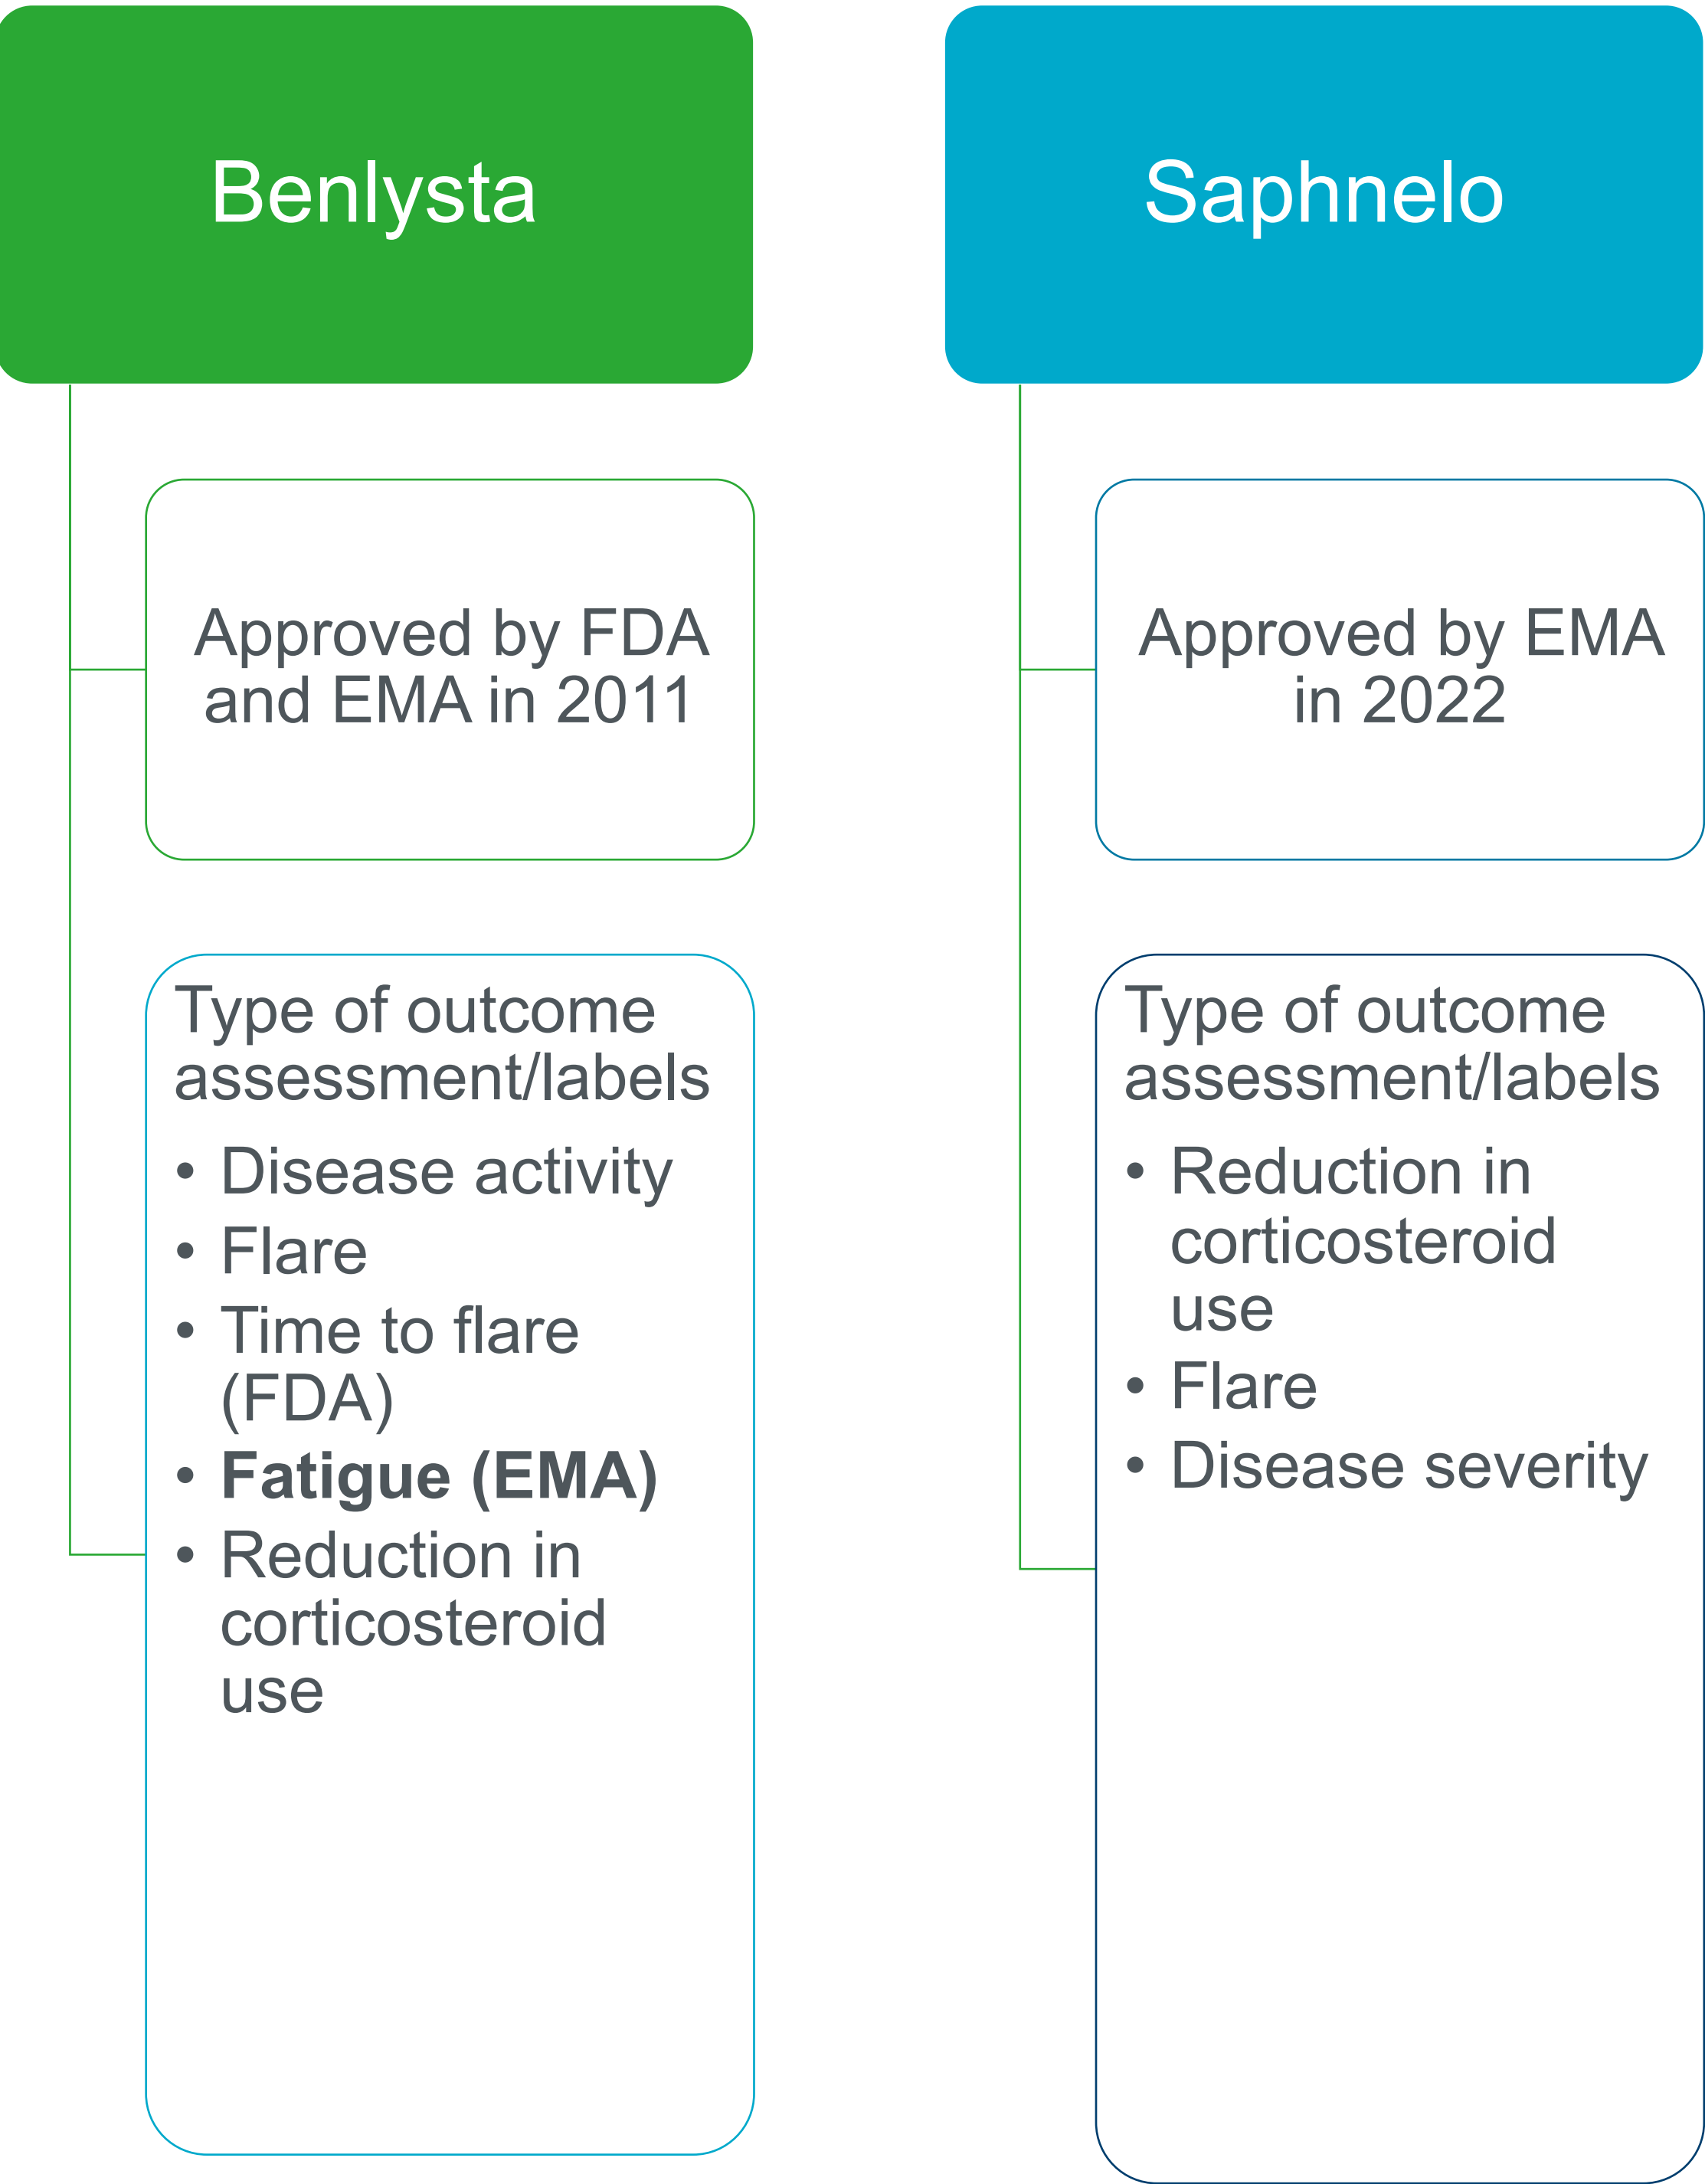 Benlysta
Approved by FDA
and EMA in 2011
Type of outcome
assessment/labels
• Disease activity
• Flare
• Time to flare
(FDA)
• Fatigue (EMA)
• Reduction in
corticosteroid
use
Saphnelo
Approved by EMA
in 2022
Type of outcome
assessment/labels
• Reduction in
corticosteroid
use
• Flare
• Disease severity